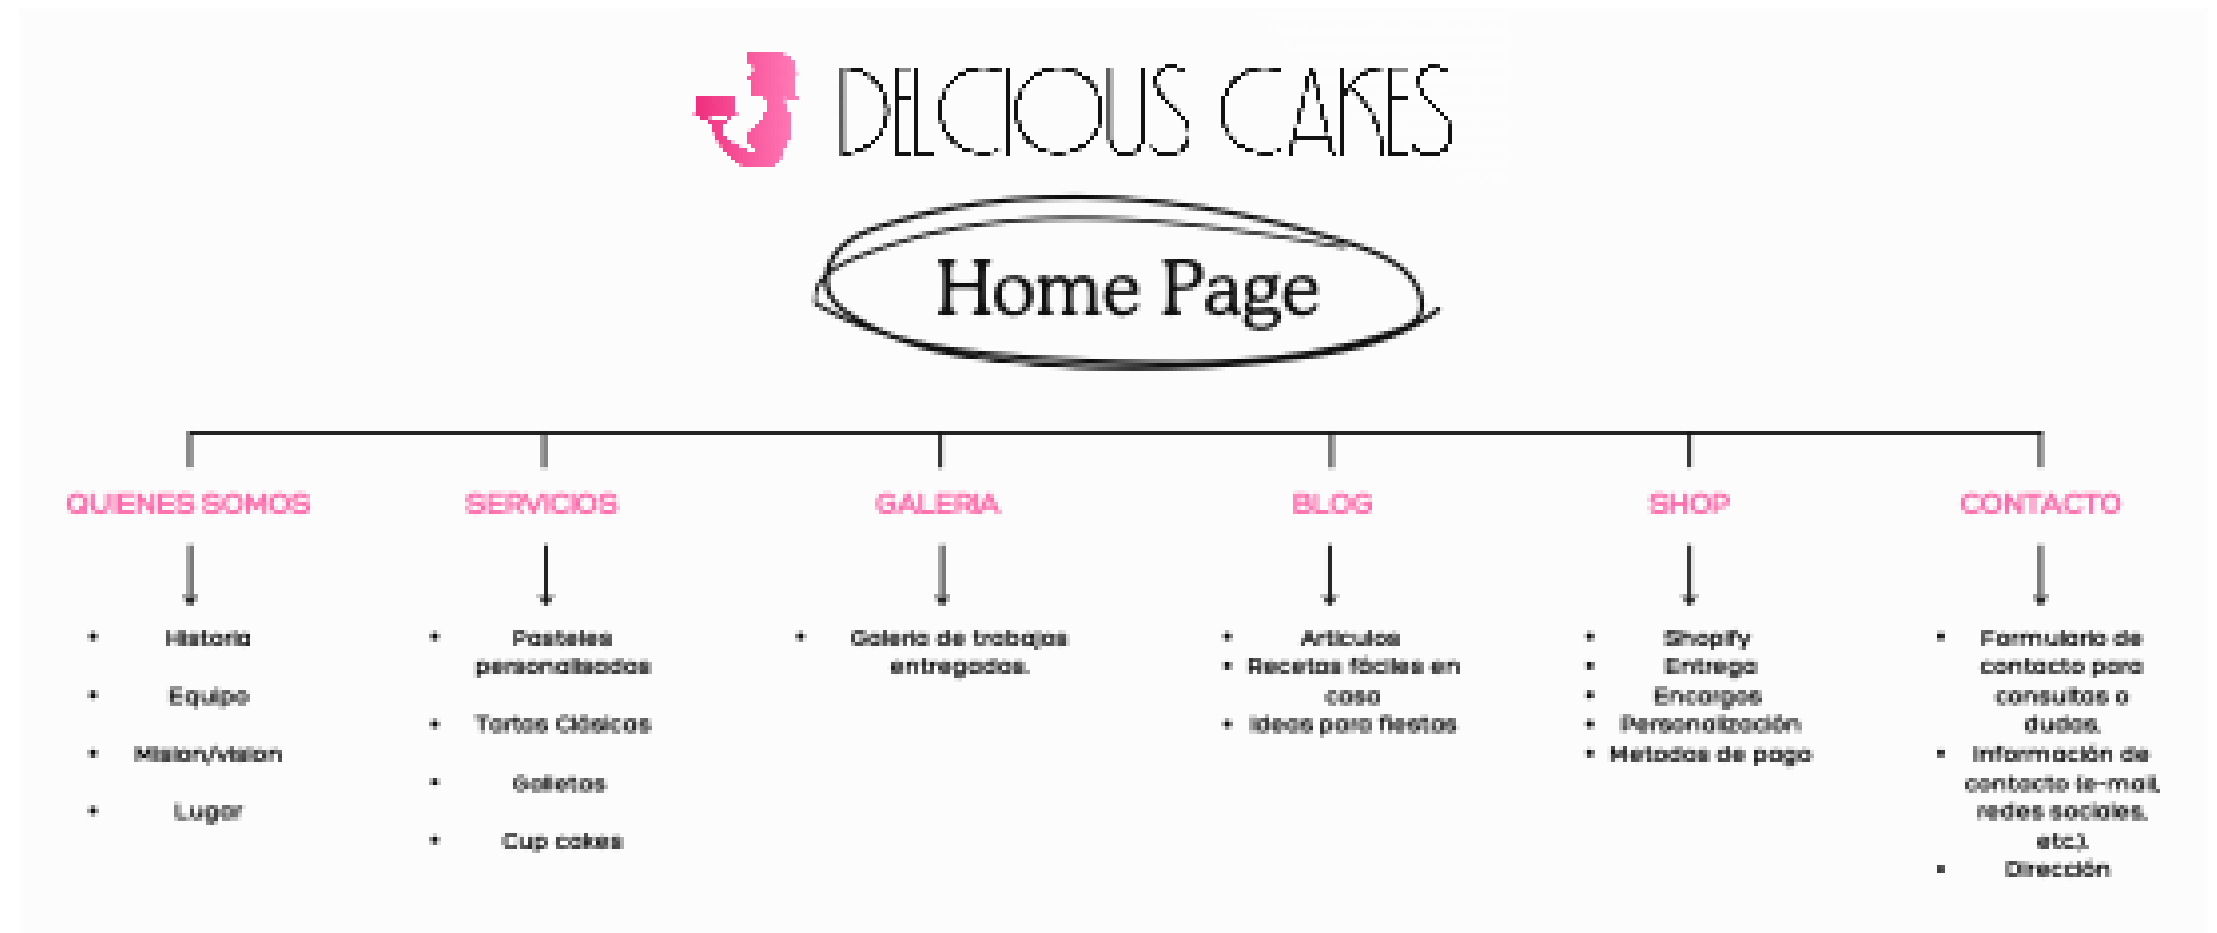 DELCIOUS CAKES
Home Page
QUIENES SOMOS
SERVICIOS
GALERIA
BLOG
SHOP
CONTACTO
• Historia
• Equipo
• Mision/vision
• Lugar
• Pasteles
personalisados
• Tartas Clásicas
• Galletas
• Cup cakes
• Galeria de trabajos
entregados.
• Articulos
• Recetas fáciles en
casa
• Ideas para fiestas
• Shopify
• Entrega
• Encargos
• Personalización
• Metodos de pago
• Formulario de
contacto para
consultas o
dudas.
• Información de
contacto (e-mail,
redes sociales,
etc).
• Dirección